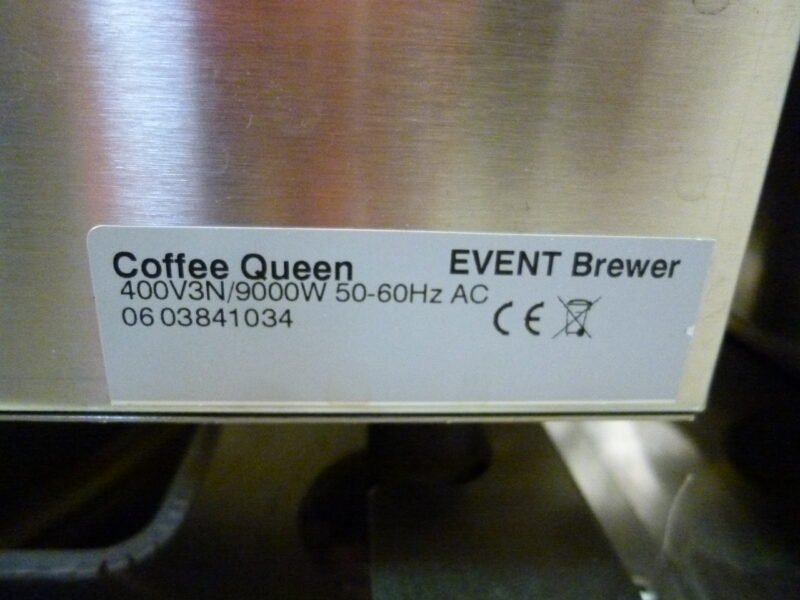 Coffee Queen EVENT Brewer
400V3N/9000W 50-60Hz AC
06 03841034 CE